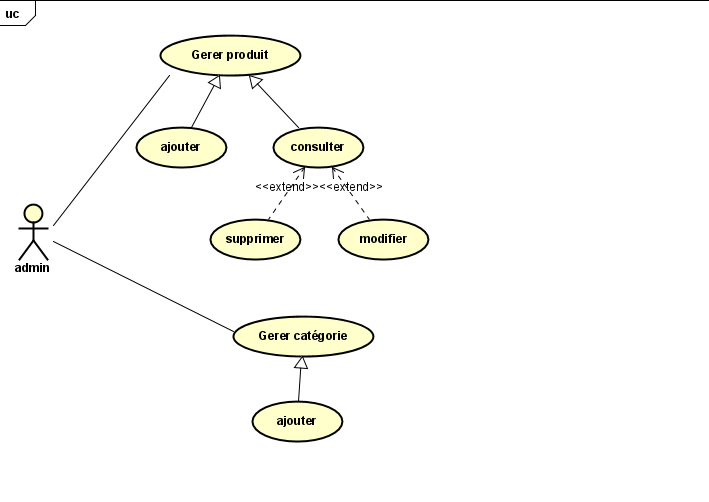 uc
Gerer produit
ajouter
consulter
<<extend>>
<<extend>>
supprimer
modifier
admin
Gerer catégorie
ajouter